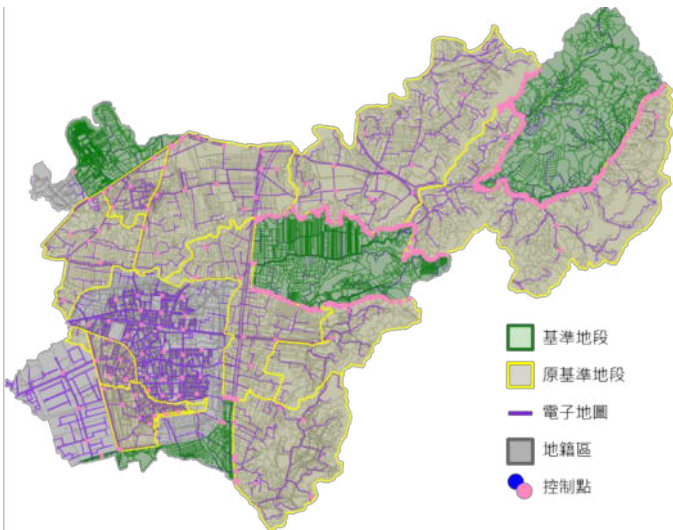 基準地段
原基準地段
電子地圖
地籍區
控制點